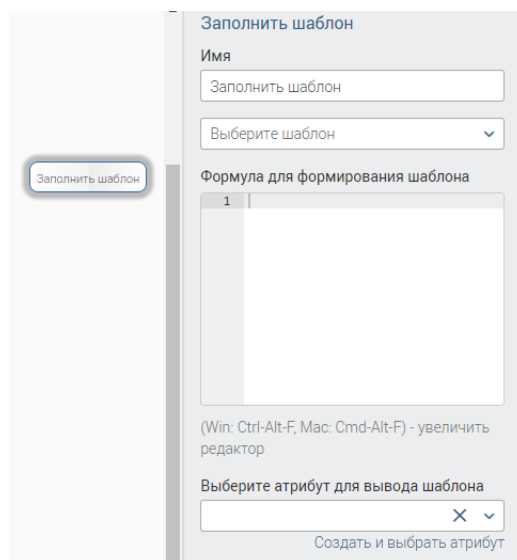 Заполнить шаблон
Имя
Заполнить шаблон
Выберите шаблон
Заполнить шаблон
Формула для формирования шаблона
1
(Win: Ctrl-Alt-F, Mac: Cmd-Alt-F) - увеличить
редактор
Выберите атрибут для вывода шаблона
Создать и выбрать атрибут